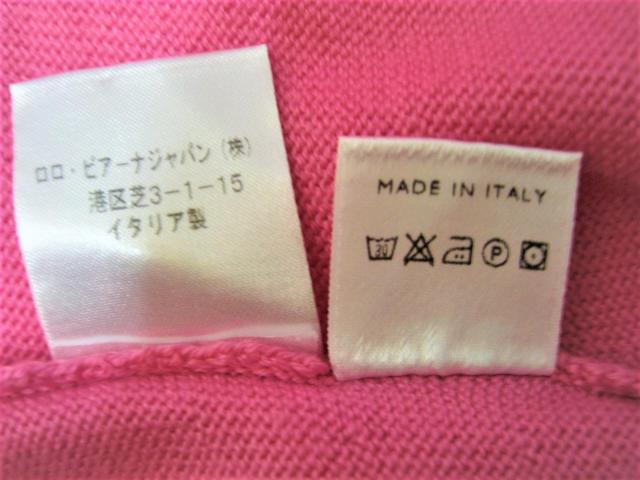 ロロ・ピアーナジャパン(株)
港区芝3-1-15
イタリア製
MADE IN ITALY
30
P